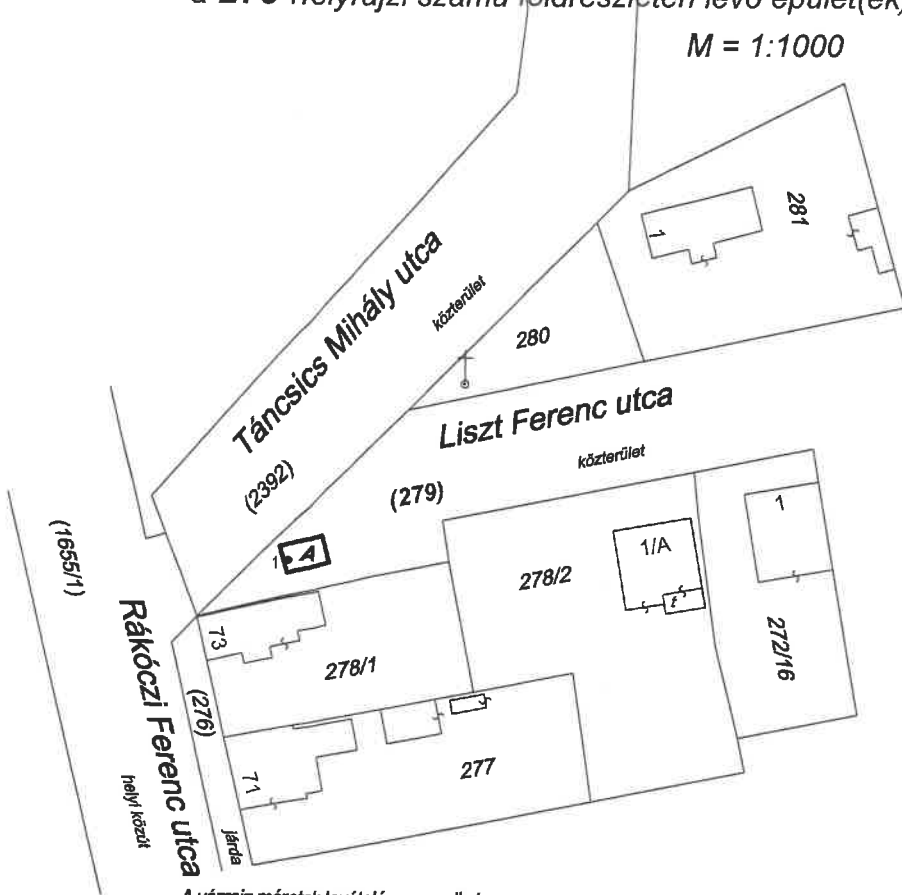 M = 1:1000
281
1
Táncsics Mihály utca
közterület
280
Liszt Ferenc utca
közterület
(2392)
(279)
(1655/1)
1
A
1/A
1
278/2
t
73
278/1
272/16
Rákóczi Ferenc utca
(276)
71
277
helyi közút
járda